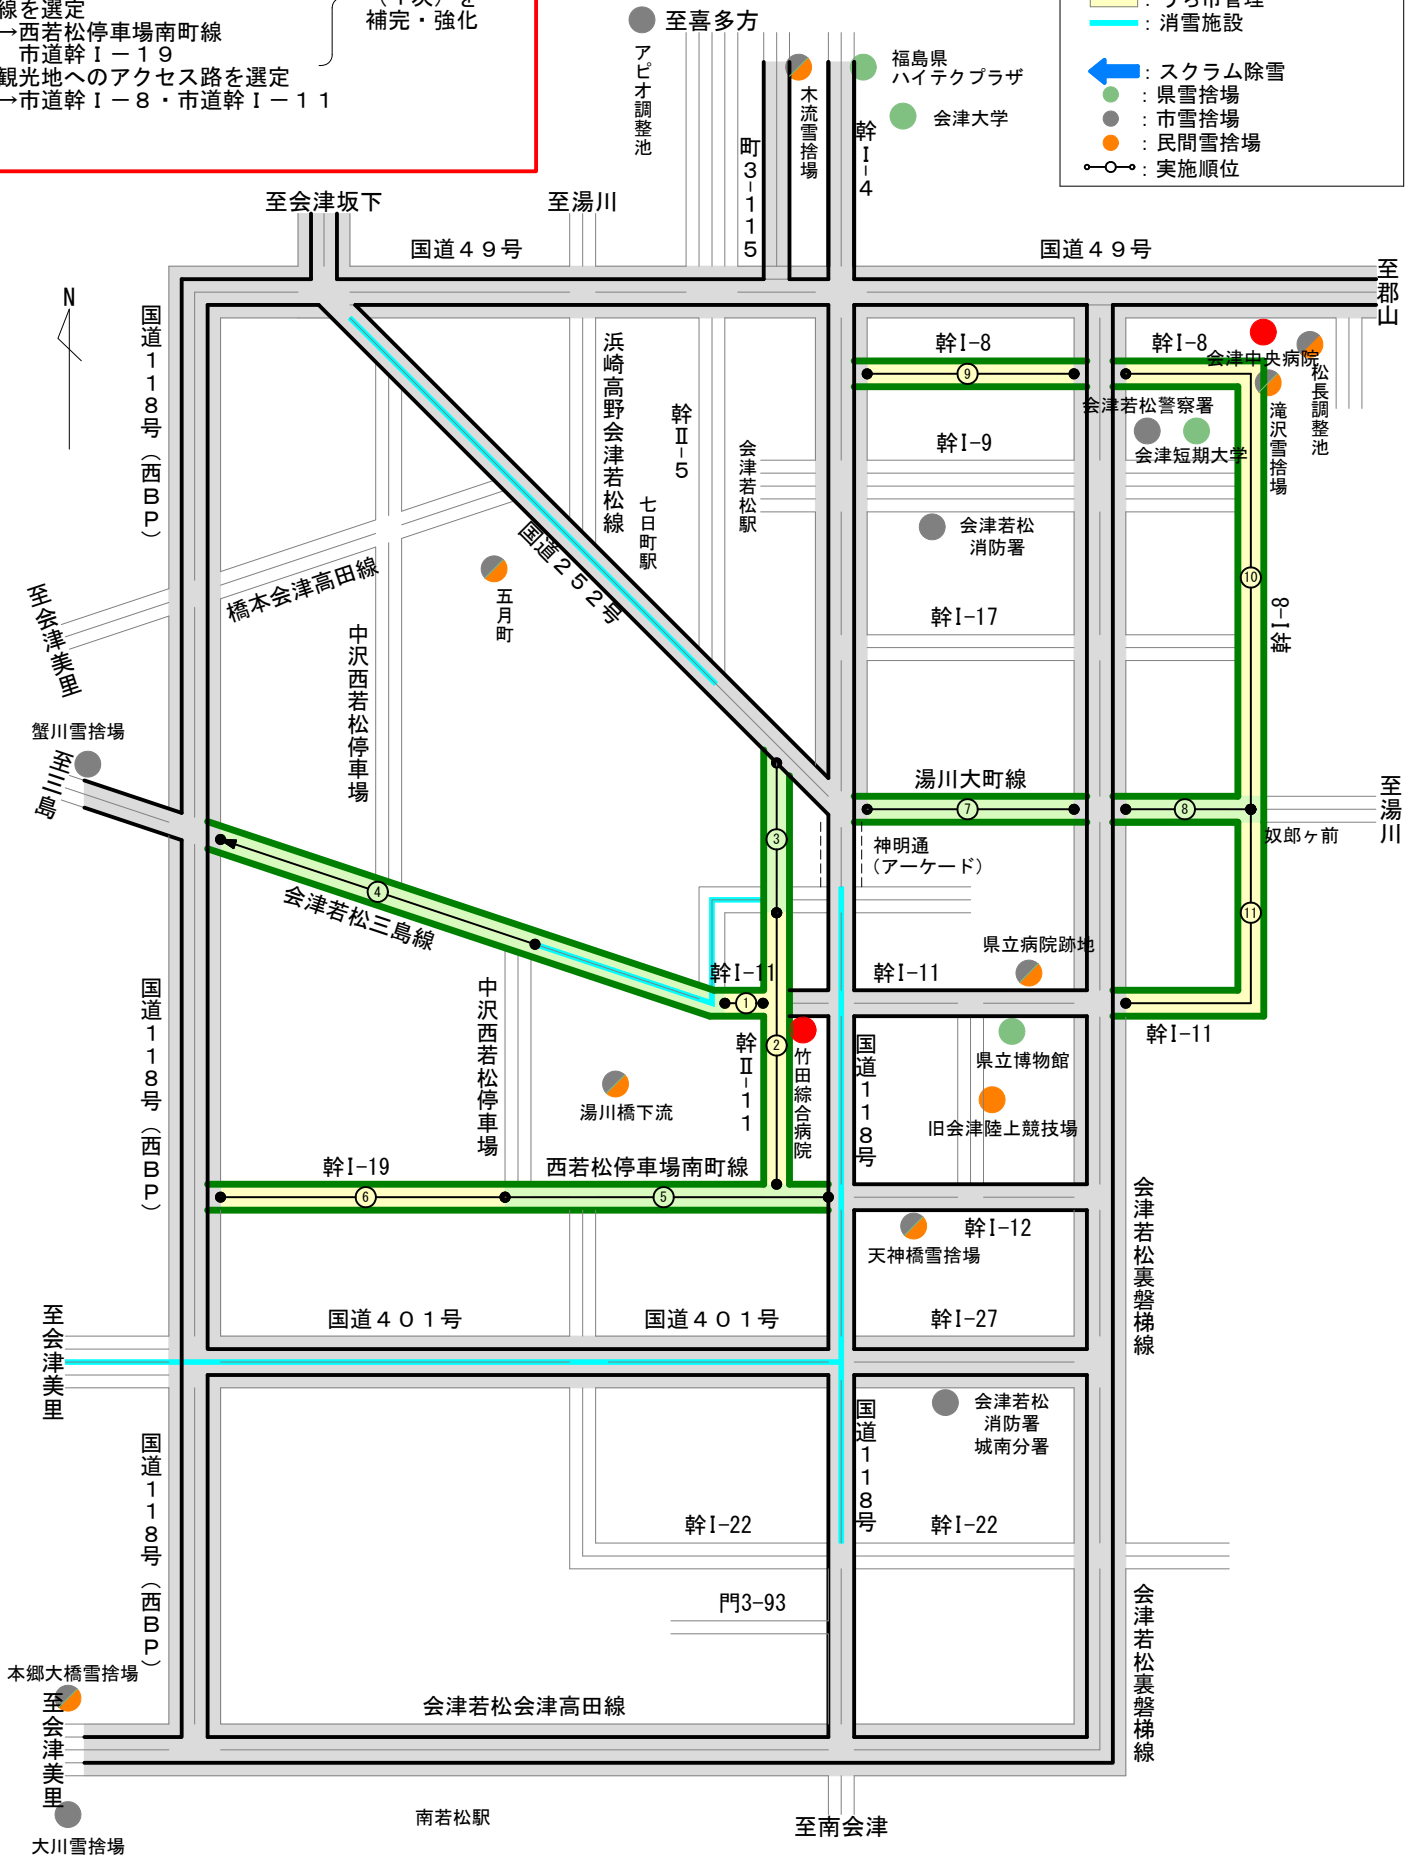 線を選定
→西若松停車場南町線
市道幹Ⅰ－１９
観光地へのアクセス路を選定
→市道幹Ⅰ－８・市道幹Ⅰ－１１
補完・強化
：うち市管理
：消雪施設
：スクラム除雪
：県雪捨場
：市雪捨場
：民間雪捨場
：実施順位
至喜多方
アピオ調整池
木流雪捨場
福島県
ハイテクプラザ
会津大学
町3-115
幹Ⅰ-4
至会津坂下
至湯川
国道４９号
国道４９号
至郡山
N
国道118号（西ＢＰ）
浜崎高野会津若松線
幹Ⅱ-5
七日町駅
会津若松駅
幹Ⅰ-8
幹Ⅰ-8
会津中央病院
松長調整池
滝沢雪捨場
9
会津若松警察署
会津短期大学
幹Ⅰ-9
会津若松
消防署
国道２５２号
橋本会津高田線
五月町
至会津美里
中沢西若松停車場
幹Ⅰ-17
10
幹Ⅰ-8
蟹川雪捨場
至三島
湯川大町線
7
8
至湯川
奴郎ヶ前
神明通
（アーケード）
3
4
会津若松三島線
11
県立病院跡地
幹Ⅰ-11
幹Ⅰ-11
幹Ⅰ-11
1
2
国道118号（西ＢＰ）
中沢西若松停車場
幹Ⅱ-11
竹田綜合病院
国道118号
県立博物館
湯川橋下流
旧会津陸上競技場
幹Ⅰ-19
西若松停車場南町線
6
5
会津若松裏磐梯線
幹Ⅰ-12
天神橋雪捨場
至会津美里
国道４０１号
国道４０１号
幹Ⅰ-27
国道118号（西ＢＰ）
国道118号
会津若松
消防署
城南分署
幹Ⅰ-22
幹Ⅰ-22
門3-93
会津若松裏磐梯線
本郷大橋雪捨場
至会津美里
会津若松会津高田線
大川雪捨場
南若松駅
至南会津